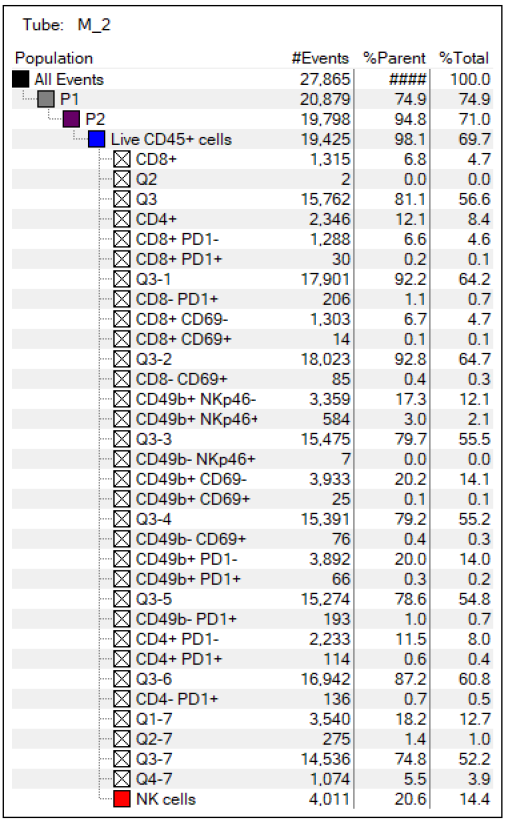 Tube: M_2
Population #Events %Parent %Total
All Events 27,865 #### 100.0
P1 20,879 74.9 74.9
P2 19,798 94.8 71.0
Live CD45+ cells 19,425 98.1 69.7
CD8+ 1,315 6.8 4.7
Q2 2 0.0 0.0
Q3 15,762 81.1 56.6
CD4+ 2,346 12.1 8.4
CD8+ PD1- 1,288 6.6 4.6
CD8+ PD1+ 30 0.2 0.1
Q3-1 17,901 92.2 64.2
CD8- PD1+ 206 1.1 0.7
CD8+ CD69- 1,303 6.7 4.7
CD8+ CD69+ 14 0.1 0.1
Q3-2 18,023 92.8 64.7
CD8- CD69+ 85 0.4 0.3
CD49b+ NKp46- 3,359 17.3 12.1
CD49b+ NKp46+ 584 3.0 2.1
Q3-3 15,475 79.7 55.5
CD49b- NKp46+ 7 0.0 0.0
CD49b+ CD69- 3,933 20.2 14.1
CD49b+ CD69+ 25 0.1 0.1
Q3-4 15,391 79.2 55.2
CD49b- CD69+ 76 0.4 0.3
CD49b+ PD1- 3,892 20.0 14.0
CD49b+ PD1+ 66 0.3 0.2
Q3-5 15,274 78.6 54.8
CD49b- PD1+ 193 1.0 0.7
CD4+ PD1- 2,233 11.5 8.0
CD4+ PD1+ 114 0.6 0.4
Q3-6 16,942 87.2 60.8
CD4- PD1+ 136 0.7 0.5
Q1-7 3,540 18.2 12.7
Q2-7 275 1.4 1.0
Q3-7 14,536 74.8 52.2
Q4-7 1,074 5.5 3.9
NK cells 4,011 20.6 14.4